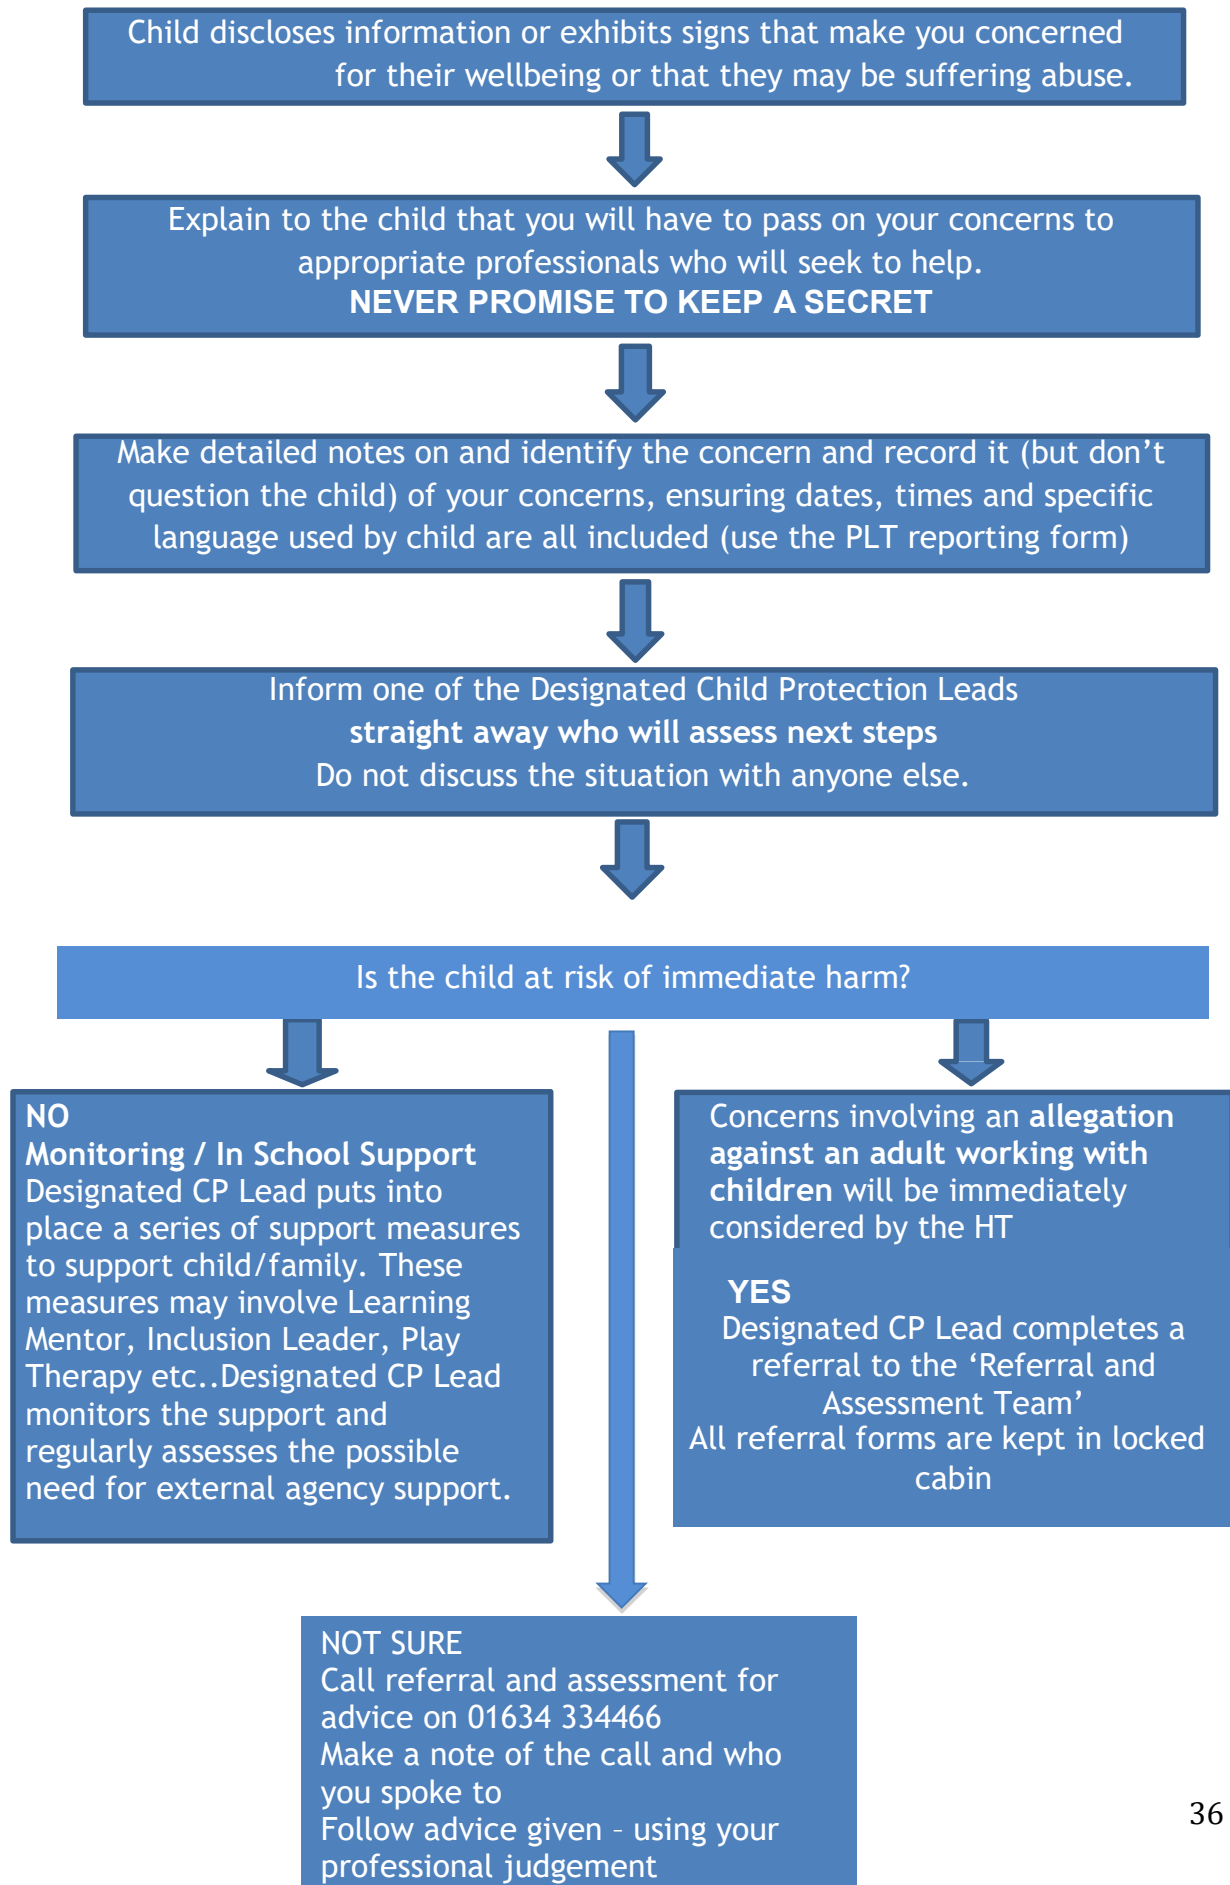 Child discloses information or exhibits signs that make you concerned
for their wellbeing or that they may be suffering abuse.
Explain to the child that you will have to pass on your concerns to
appropriate professionals who will seek to help.
NEVER PROMISE TO KEEP A SECRET
Make detailed notes on and identify the concern and record it (but don’t
question the child) of your concerns, ensuring dates, times and specific
language used by child are all included (use the PLT reporting form)
Inform one of the Designated Child Protection Leads
straight away who will assess next steps
Do not discuss the situation with anyone else.
Is the child at risk of immediate harm?
NO
Monitoring / In School Support
Designated CP Lead puts into
place a series of support measures
to support child/family. These
measures may involve Learning
Mentor, Inclusion Leader, Play
Therapy etc..Designated CP Lead
monitors the support and
regularly assesses the possible
need for external agency support.
Concerns involving an allegation
against an adult working with
children will be immediately
considered by the HT
YES
Designated CP Lead completes a
referral to the ‘Referral and
Assessment Team’
All referral forms are kept in locked
cabin
NOT SURE
Call referral and assessment for
advice on 01634 334466
Make a note of the call and who
you spoke to
Follow advice given – using your
professional judgement
36